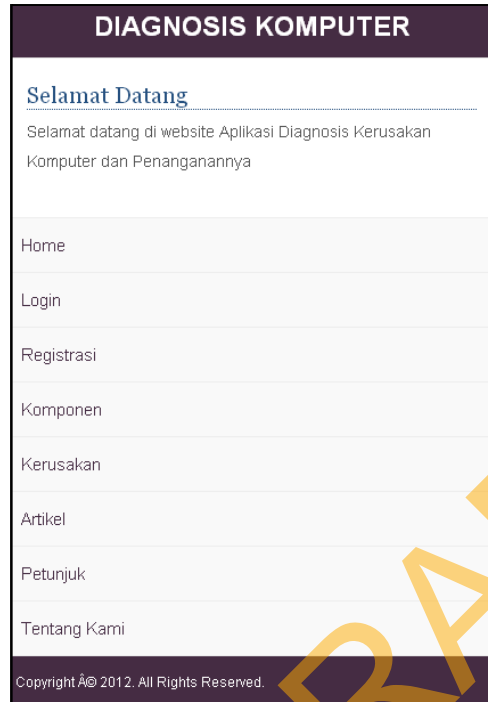 DIAGNOSIS KOMPUTER
Selamat Datang
Selamat datang di website Aplikasi Diagnosis Kerusakan
Komputer dan Penanganannya
Home
Login
Registrasi
Komponen
Kerusakan
Artikel
Petunjuk
Tentang Kami
Copyright Â© 2012. All Rights Reserved.